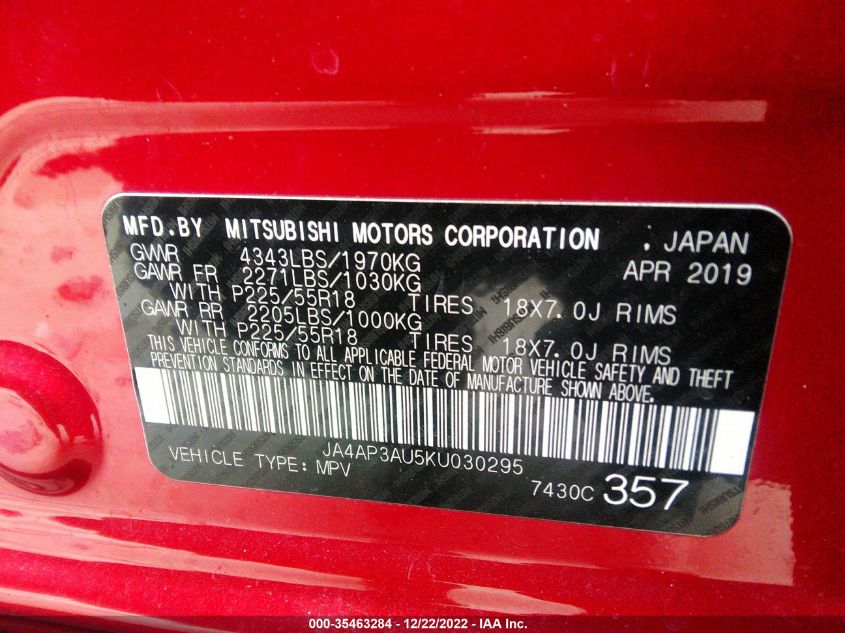 MFD.BY MITSUBISHI MOTORS CORPORATION . JAPAN
GVWR 4343LBS/1970KG APR 2019
GAWR FR 2271LBS/1030KG
WITH P225/55R18 TIRES 18X7.0J RIMS
GAWR RR 2205LBS/1000KG
WITH P225/55R18 TIRES 18X7.0J RIMS
THIS VEHICLE CONFORMS TO ALL APPLICABLE FEDERAL MOTOR VEHICLE SAFETY AND THEFT
PREVENTION STANDARDS IN EFFECT ON THE DATE OF MANUFACTURE SHOWN ABOVE.
JA4AP3AU5KU030295
VEHICLE TYPE: MPV
7430C 357
000-35463284 - 12/22/2022 - IAA Inc.